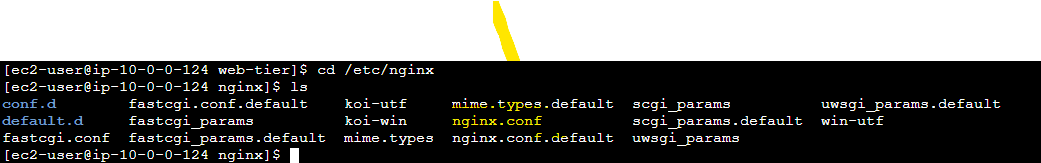 [ec2-user@ip-10-0-0-124 web-tier]$ cd /etc/nginx
[ec2-user@ip-10-0-0-124 nginx]$ ls
conf.d fastcgi.conf.default koi-utf mime.types.default scgi_params uwsgi_params.default
default.d fastcgi_params koi-win nginx.conf scgi_params.default win-utf
fastcgi.conf fastcgi_params.default mime.types nginx.conf.default uwsgi_params
[ec2-user@ip-10-0-0-124 nginx]$